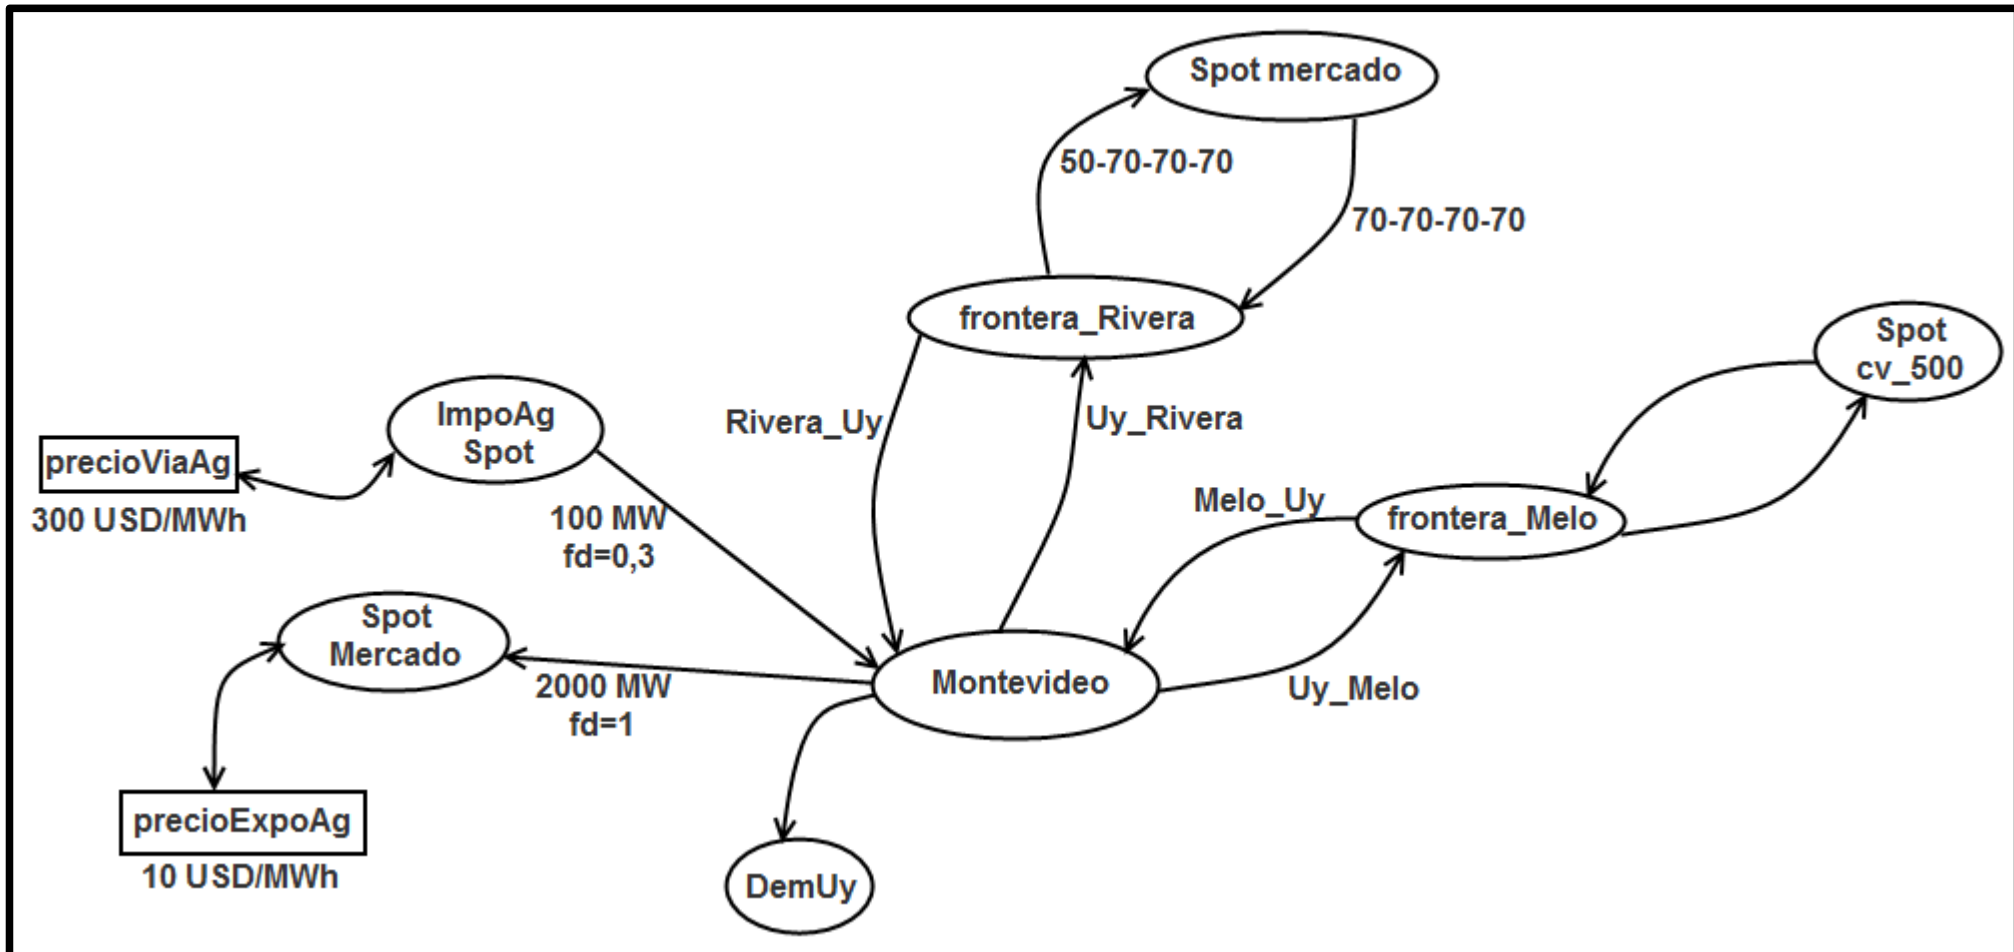 Spot mercado
50-70-70-70
70-70-70-70
frontera_Rivera
Spot
cv_500
ImpoAg
Spot
Rivera_Uy
Uy_Rivera
precioViaAg
300 USD/MWh
100 MW
fd=0,3
Melo_Uy
frontera_Melo
Spot
Mercado
2000 MW
fd=1
Montevideo
Uy_Melo
precioExpoAg
10 USD/MWh
DemUy